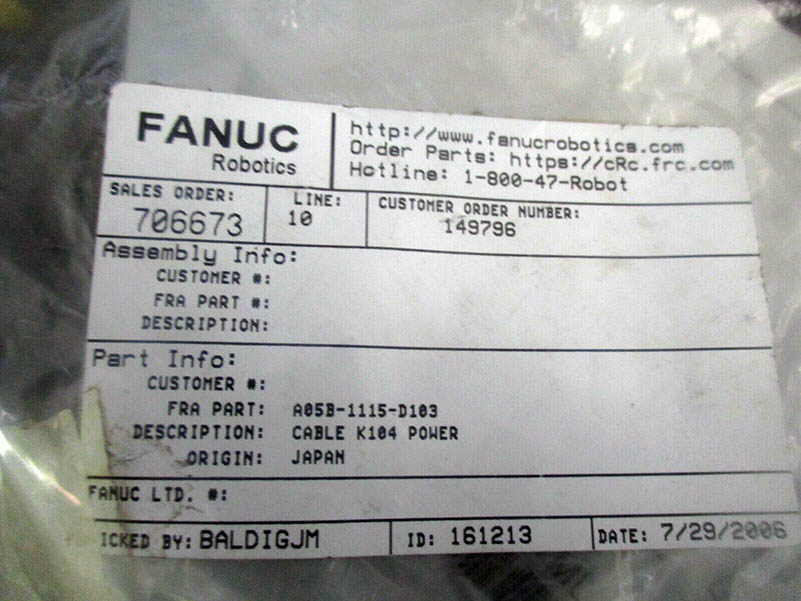 FANUC
Robotics
http://www.fanucrobotics.com
Order Parts: https://cRc.frc.com
Hotline: 1-800-47-Robot
SALES ORDER:
706673
LINE:
10
CUSTOMER ORDER NUMBER:
149796
Assembly Info:
CUSTOMER #:
FRA PART #:
DESCRIPTION:
Part Info:
CUSTOMER #:
FRA PART: A05B-1115-D103
DESCRIPTION: CABLE K104 POWER
ORIGIN: JAPAN
FANUC LTD. #:
ICKED BY: BALDIGJM
ID: 161213
DATE: 7/29/2006